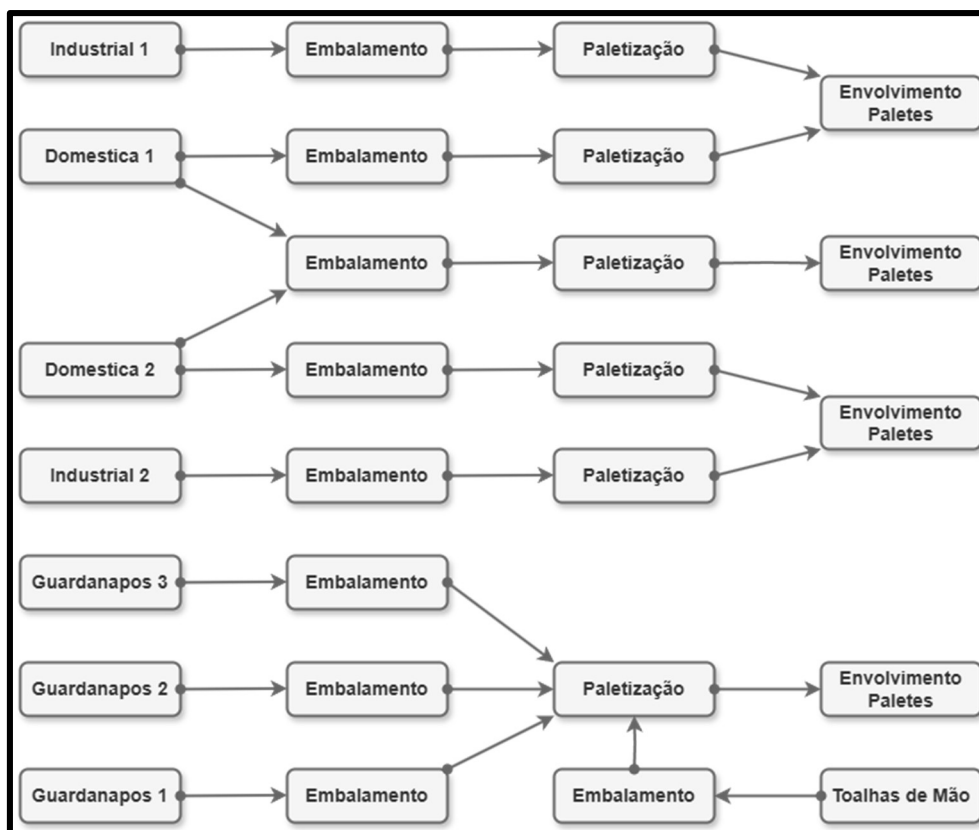 Industrial 1
Embalamento
Paletização
Envolvimento
Paletes
Domestica 1
Embalamento
Paletização
Embalamento
Paletização
Envolvimento
Paletes
Domestica 2
Embalamento
Paletização
Envolvimento
Paletes
Industrial 2
Embalamento
Paletização
Guardanapos 3
Embalamento
Guardanapos 2
Embalamento
Paletização
Envolvimento
Paletes
Guardanapos 1
Embalamento
Embalamento
Toalhas de Mão